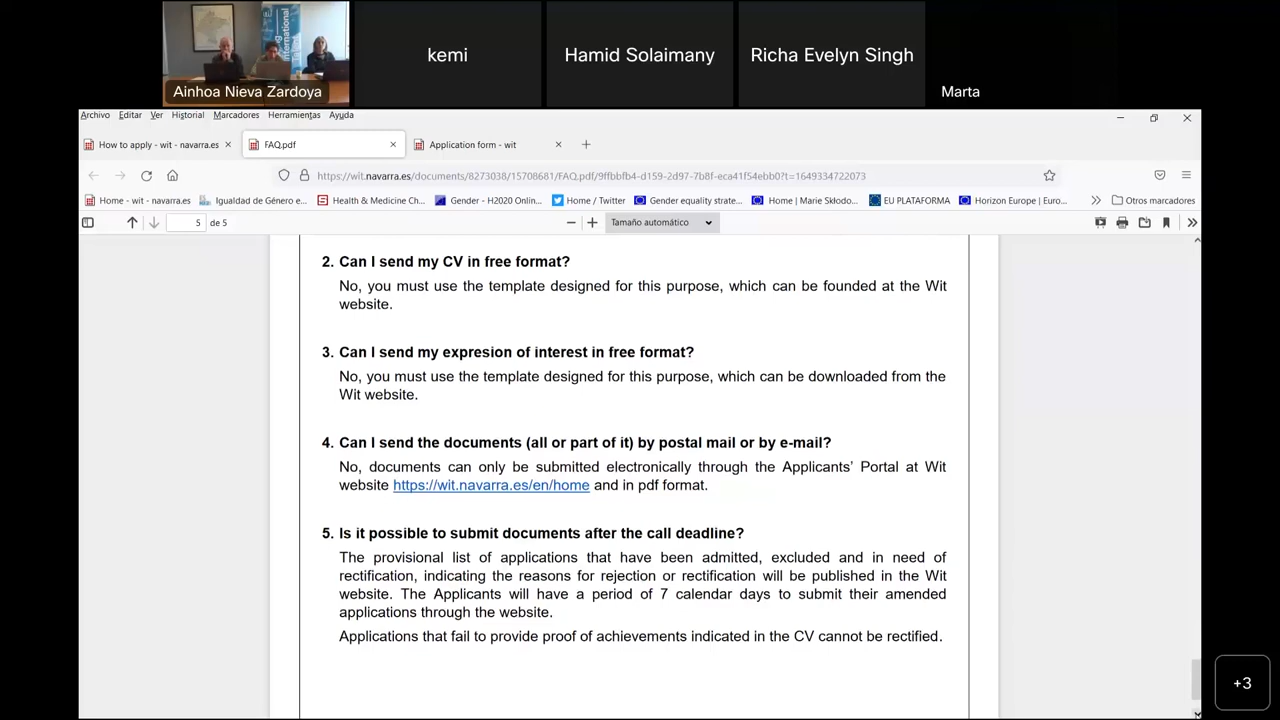 International
Ainhoa Nieva Zardoya
kemi
Hamid Solaimany
Richa Evelyn Singh
Marta
Archivo Editar Ver Historial Marcadores Herramientas Ayuda
How to apply - wit - navarra.es
FAQ.pdf
Application form - wit
https://wit.navarra.es/documents/8273038/15708681/FAQ.pdf/9ffbbfb4-d159-2d97-7b8f-eca41f54ebb0?t=1649334722073
Home - wit - navarra.es
Igualdad de Género e...
Health & Medicine Ch...
Gender - H2020 Onlin...
Home / Twitter
Gender equality strate...
Home | Marie Skłodo...
EU PLATAFORMA
Horizon Europe | Euro...
Otros marcadores
5 de 5
Tamaño automático
2. Can I send my CV in free format?
No, you must use the template designed for this purpose, which can be founded at the Wit
website.
3. Can I send my expresion of interest in free format?
No, you must use the template designed for this purpose, which can be downloaded from the
Wit website.
4. Can I send the documents (all or part of it) by postal mail or by e-mail?
No, documents can only be submitted electronically through the Applicants’ Portal at Wit
website https://wit.navarra.es/en/home and in pdf format.
5. Is it possible to submit documents after the call deadline?
The provisional list of applications that have been admitted, excluded and in need of
rectification, indicating the reasons for rejection or rectification will be published in the Wit
website. The Applicants will have a period of 7 calendar days to submit their amended
applications through the website.
Applications that fail to provide proof of achievements indicated in the CV cannot be rectified.
+3